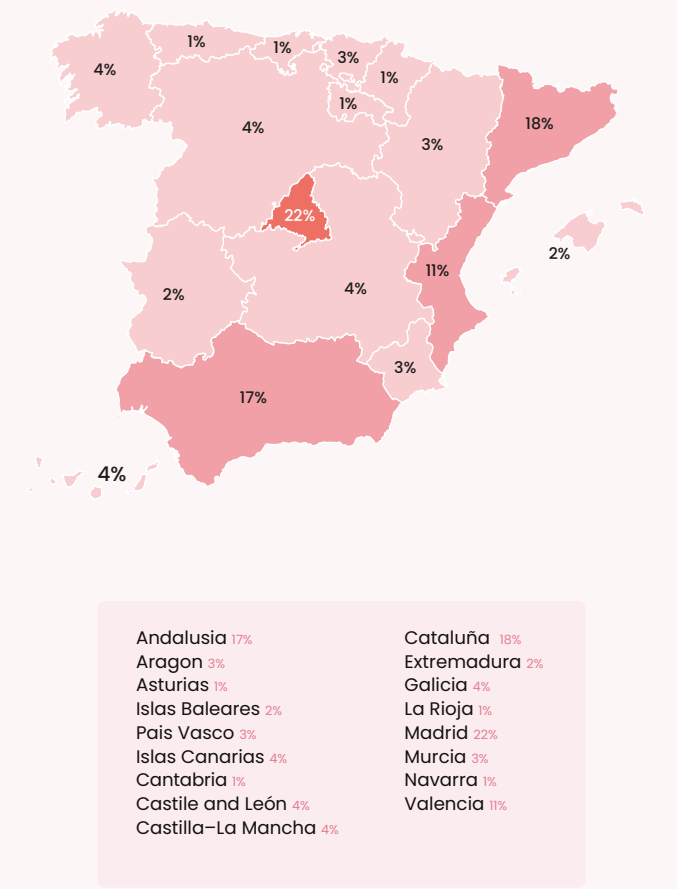 1%
1%
3%
4%
1%
1%
18%
4%
3%
22%
2%
11%
4%
2%
3%
17%
4%
Andalusia 17%
Aragon 3%
Asturias 1%
Islas Baleares 2%
Pais Vasco 3%
Islas Canarias 4%
Cantabria 1%
Castile and León 4%
Castilla–La Mancha 4%
Cataluña 18%
Extremadura 2%
Galicia 4%
La Rioja 1%
Madrid 22%
Murcia 3%
Navarra 1%
Valencia 11%